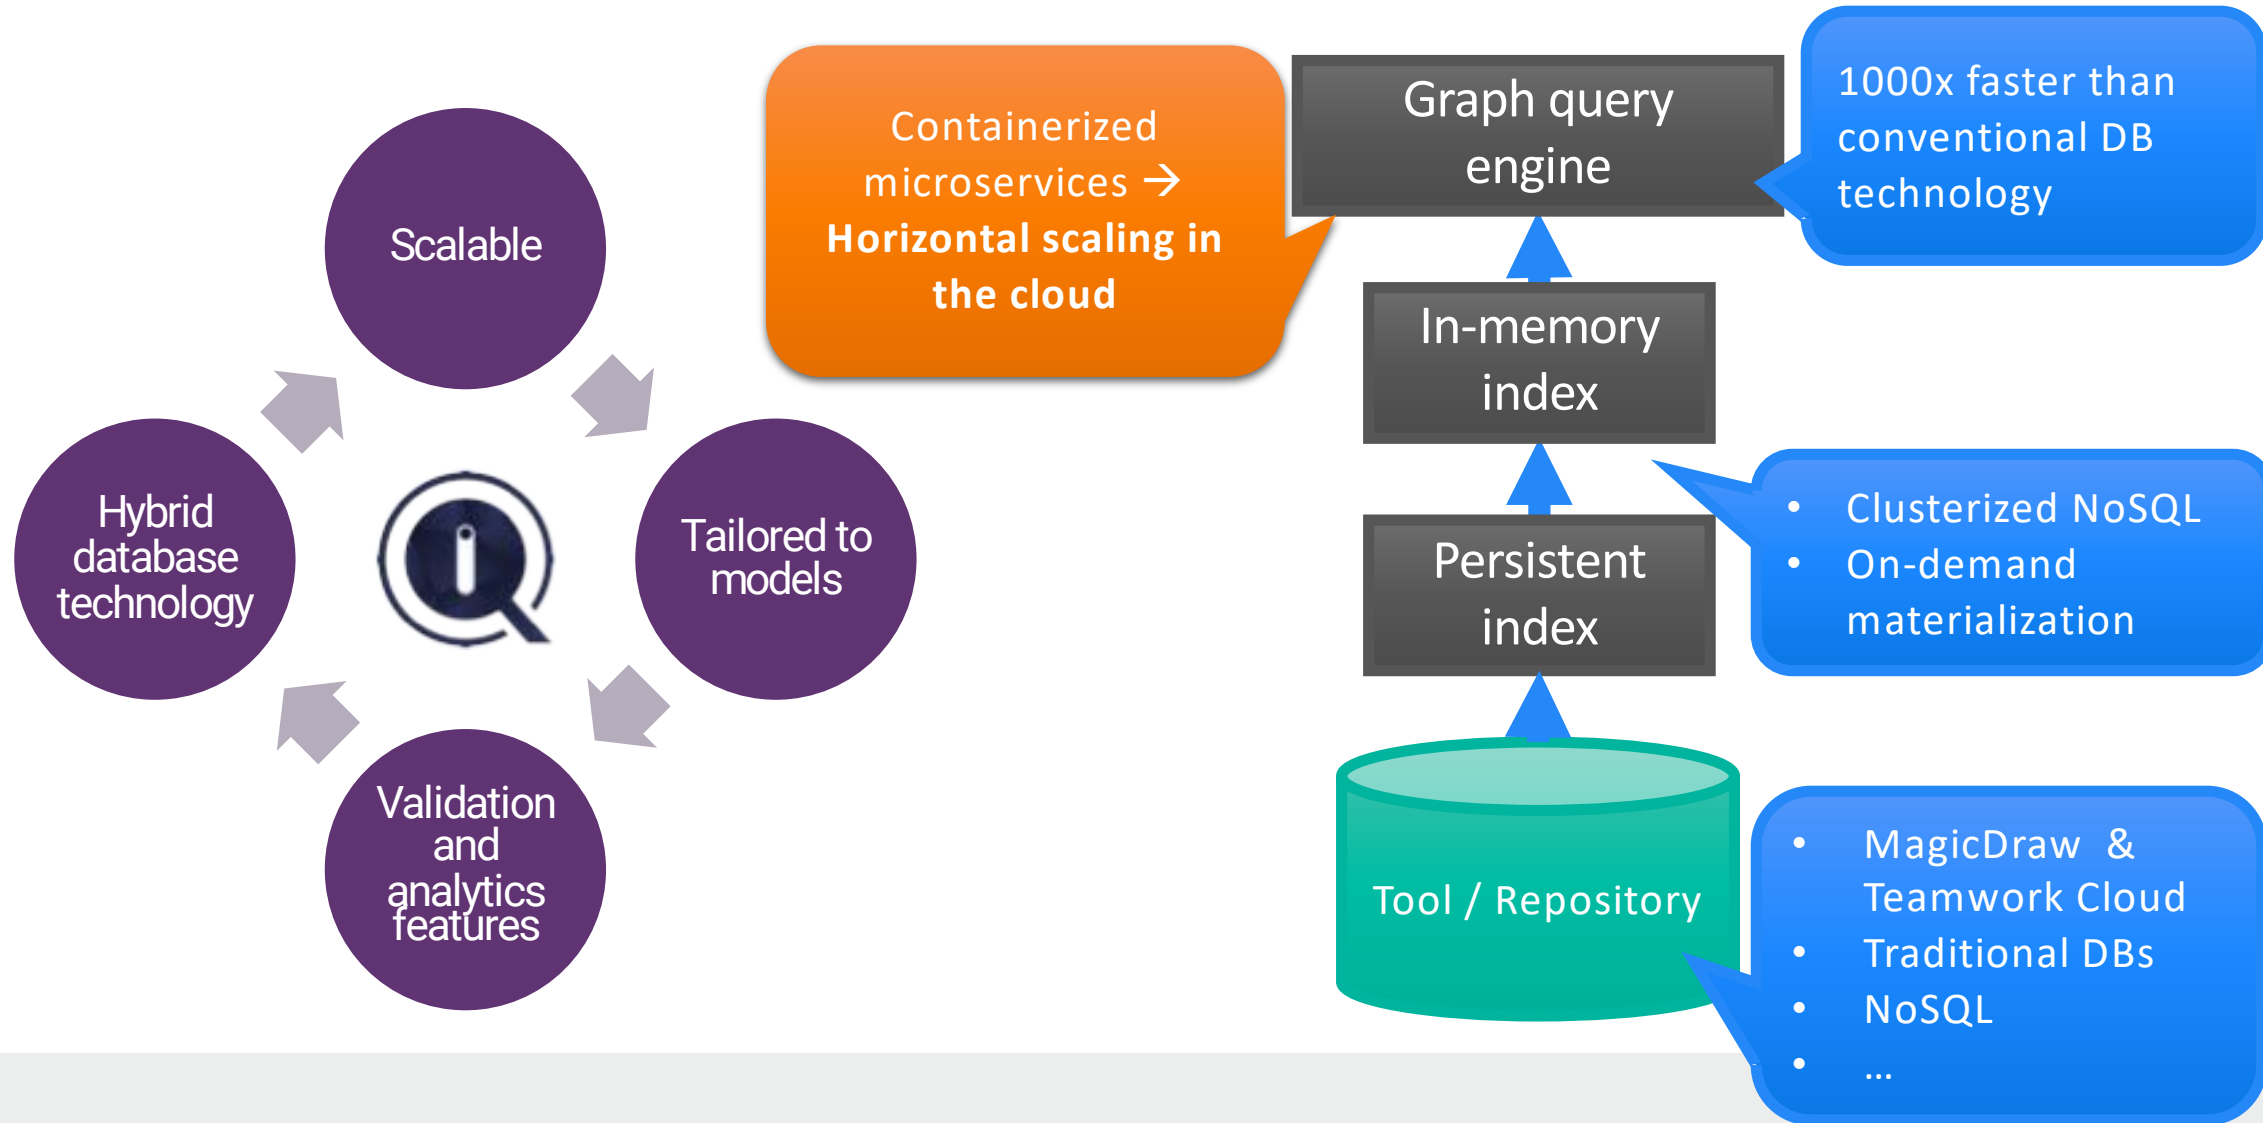 Scalable
Hybrid
database
technology
Tailored to
models
Validation
and
analytics
features
Containerized
microservices →
Horizontal scaling in
the cloud
Graph query
engine
1000x faster than
conventional DB
technology
In-memory
index
• Clusterized NoSQL
• On-demand
materialization
Persistent
index
Tool / Repository
• MagicDraw &
Teamwork Cloud
• Traditional DBs
• NoSQL
• ...